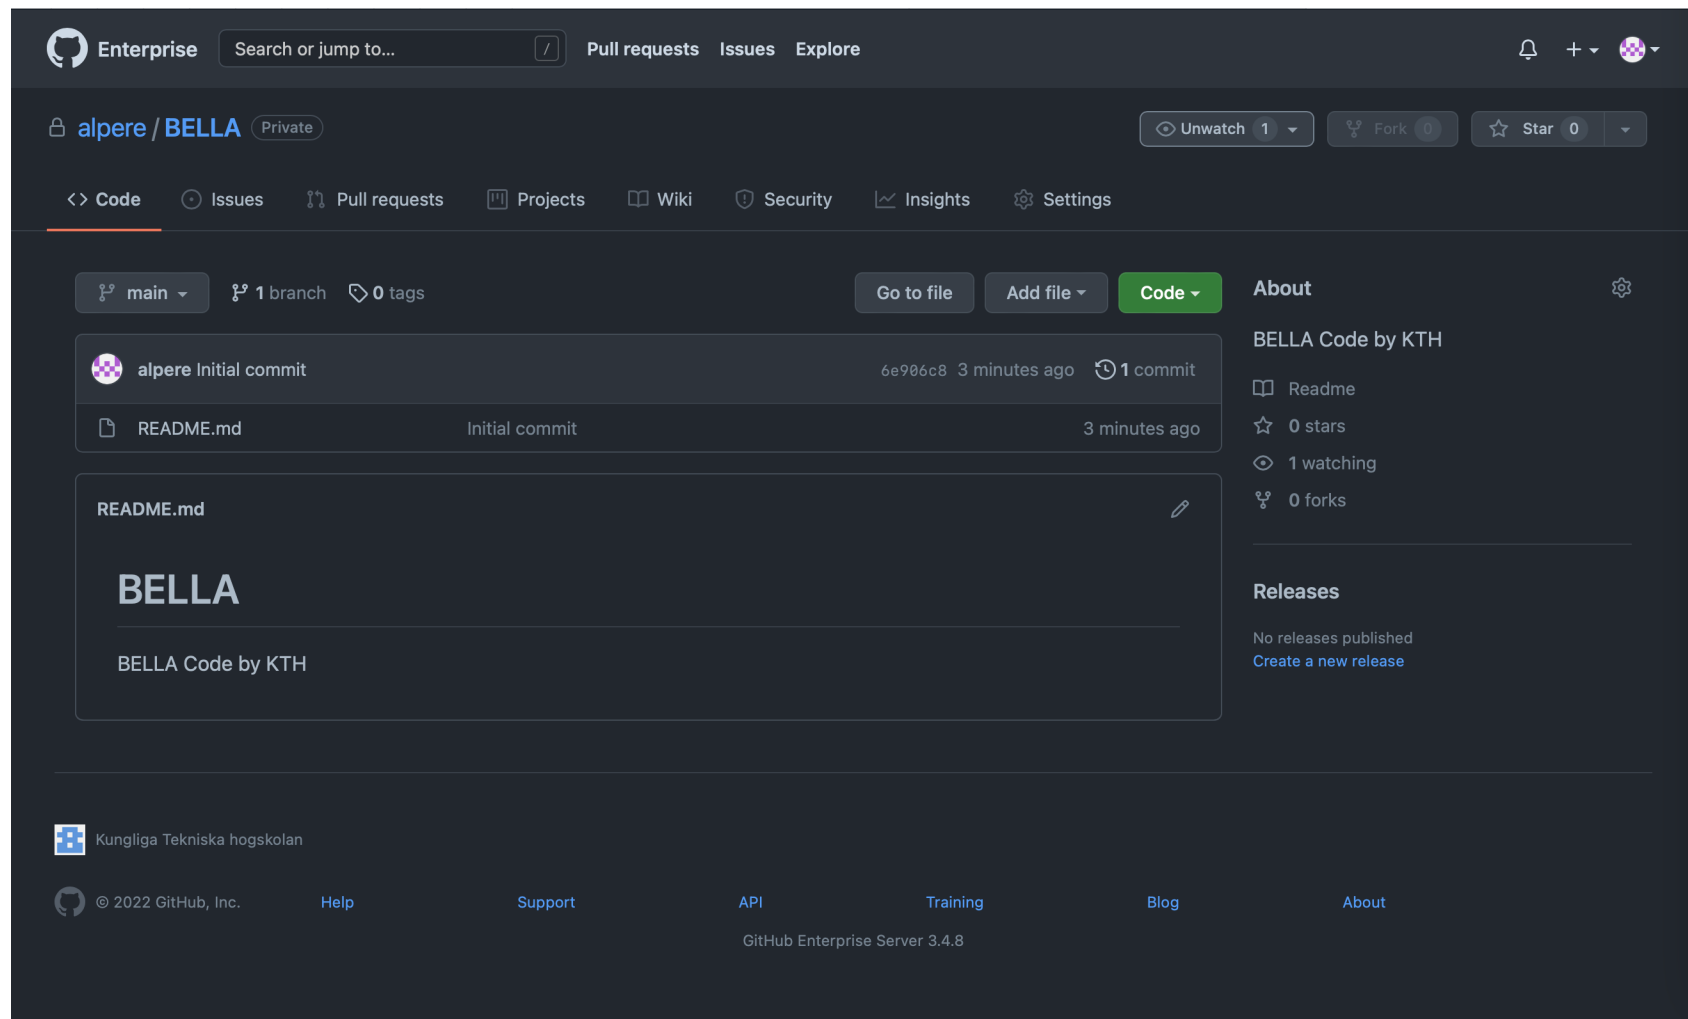 Enterprise Search or jump to... / Pull requests Issues Explore
alpere / BELLA Private Unwatch 1 Fork 0 Star 0
Code Issues Pull requests Projects Wiki Security Insights Settings
main 1 branch 0 tags Go to file Add file Code
alpere Initial commit 6e906c8 3 minutes ago 1 commit
README.md Initial commit 3 minutes ago
README.md
BELLA
BELLA Code by KTH
About
BELLA Code by KTH
Readme
0 stars
1 watching
0 forks
Releases
No releases published
Create a new release
Kungliga Tekniska hogskolan
© 2022 GitHub, Inc. Help Support API Training Blog About
GitHub Enterprise Server 3.4.8